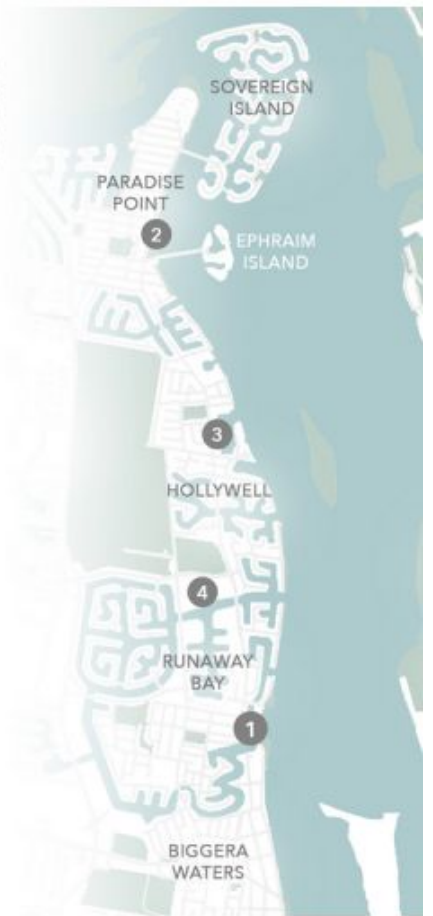 SOVEREIGN
ISLAND
PARADISE
POINT
2
EPHRAIM
ISLAND
3
HOLLYWELL
4
RUNAWAY
BAY
1
BIGGERA
WATERS